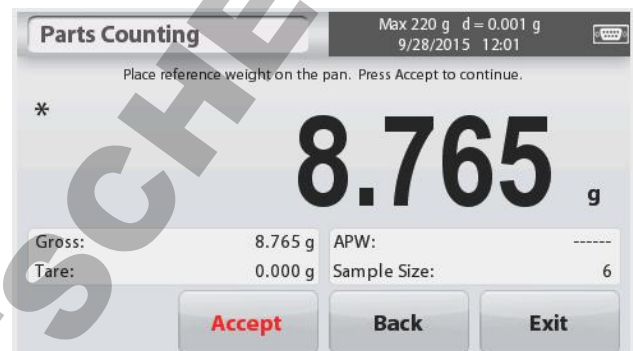 Parts Counting
Max 220 g d = 0.001 g
9/28/2015 12:01
Place reference weight on the pan. Press Accept to continue.
*
8.765 g
Gross: 8.765 g APW: ------
Tare: 0.000 g Sample Size: 6
Accept Back Exit
SCHE